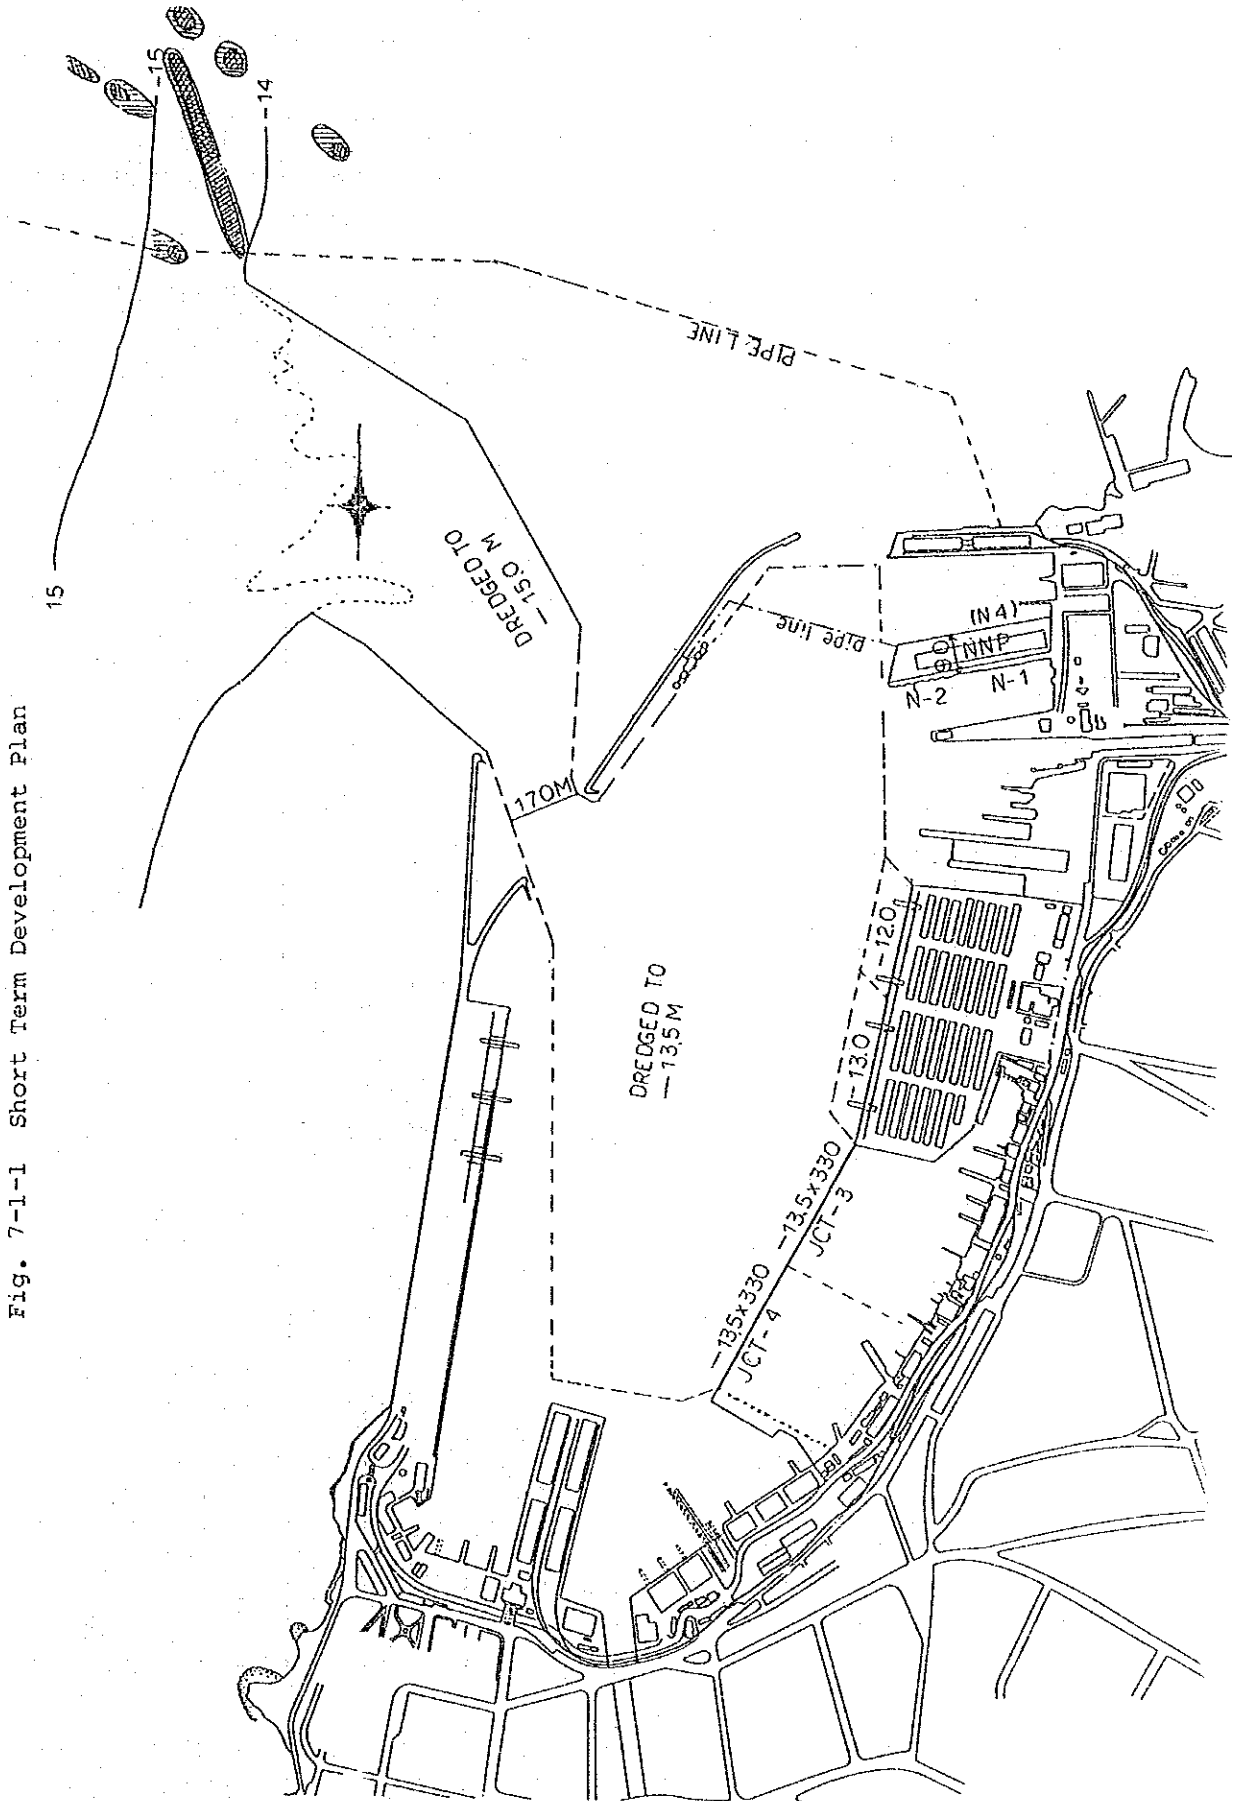 Fig. 7-1-1 Short Term Development Plan
15
-15
-14
PIPE LINE
DREDGED TO
-15.0 M
170M
pipe line
(N4)
NNP
N-2
N-1
DREDGED TO
-13.5 M
-12.0
-13.0
-13.5x330
JCT-3
-13.5x330
JCT-4